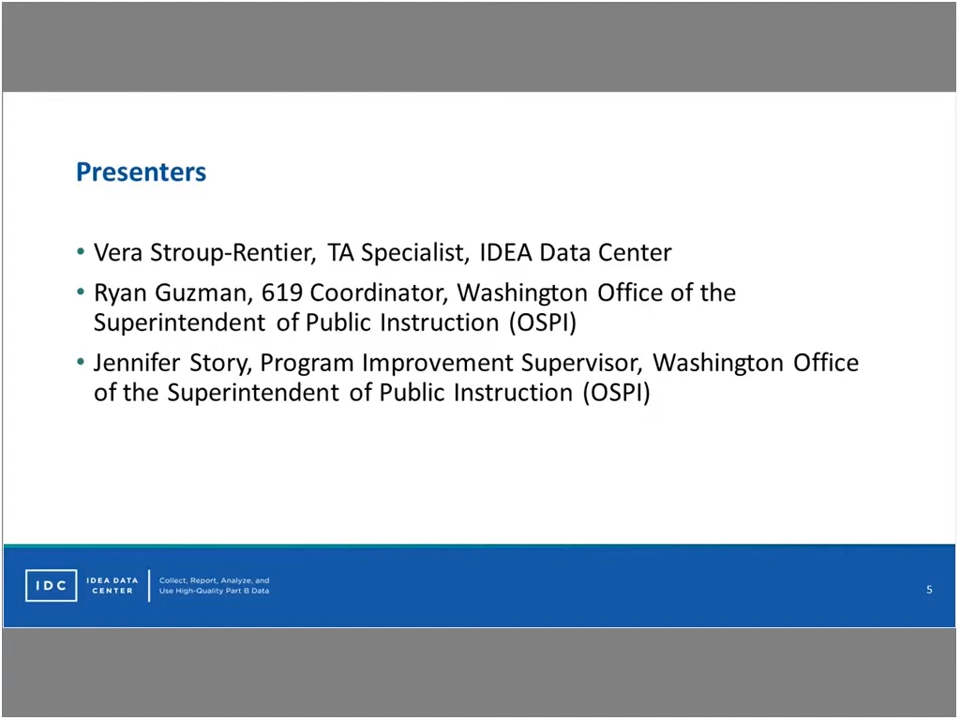 Presenters
• Vera Stroup-Rentier, TA Specialist, IDEA Data Center
• Ryan Guzman, 619 Coordinator, Washington Office of the
Superintendent of Public Instruction (OSPI)
• Jennifer Story, Program Improvement Supervisor, Washington Office
of the Superintendent of Public Instruction (OSPI)
IDC
IDEA DATA
CENTER
Collect, Report, Analyze, and
Use High-Quality Part B Data
5